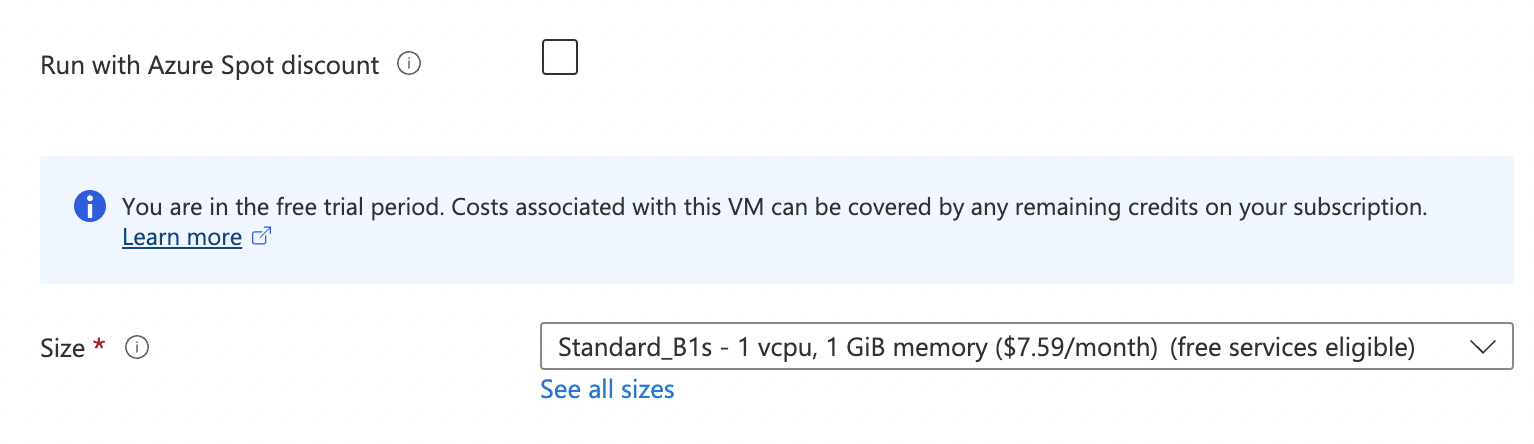 Run with Azure Spot discount
You are in the free trial period. Costs associated with this VM can be covered by any remaining credits on your subscription.
Learn more
Size *
Standard_B1s - 1 vcpu, 1 GiB memory ($7.59/month) (free services eligible)
See all sizes